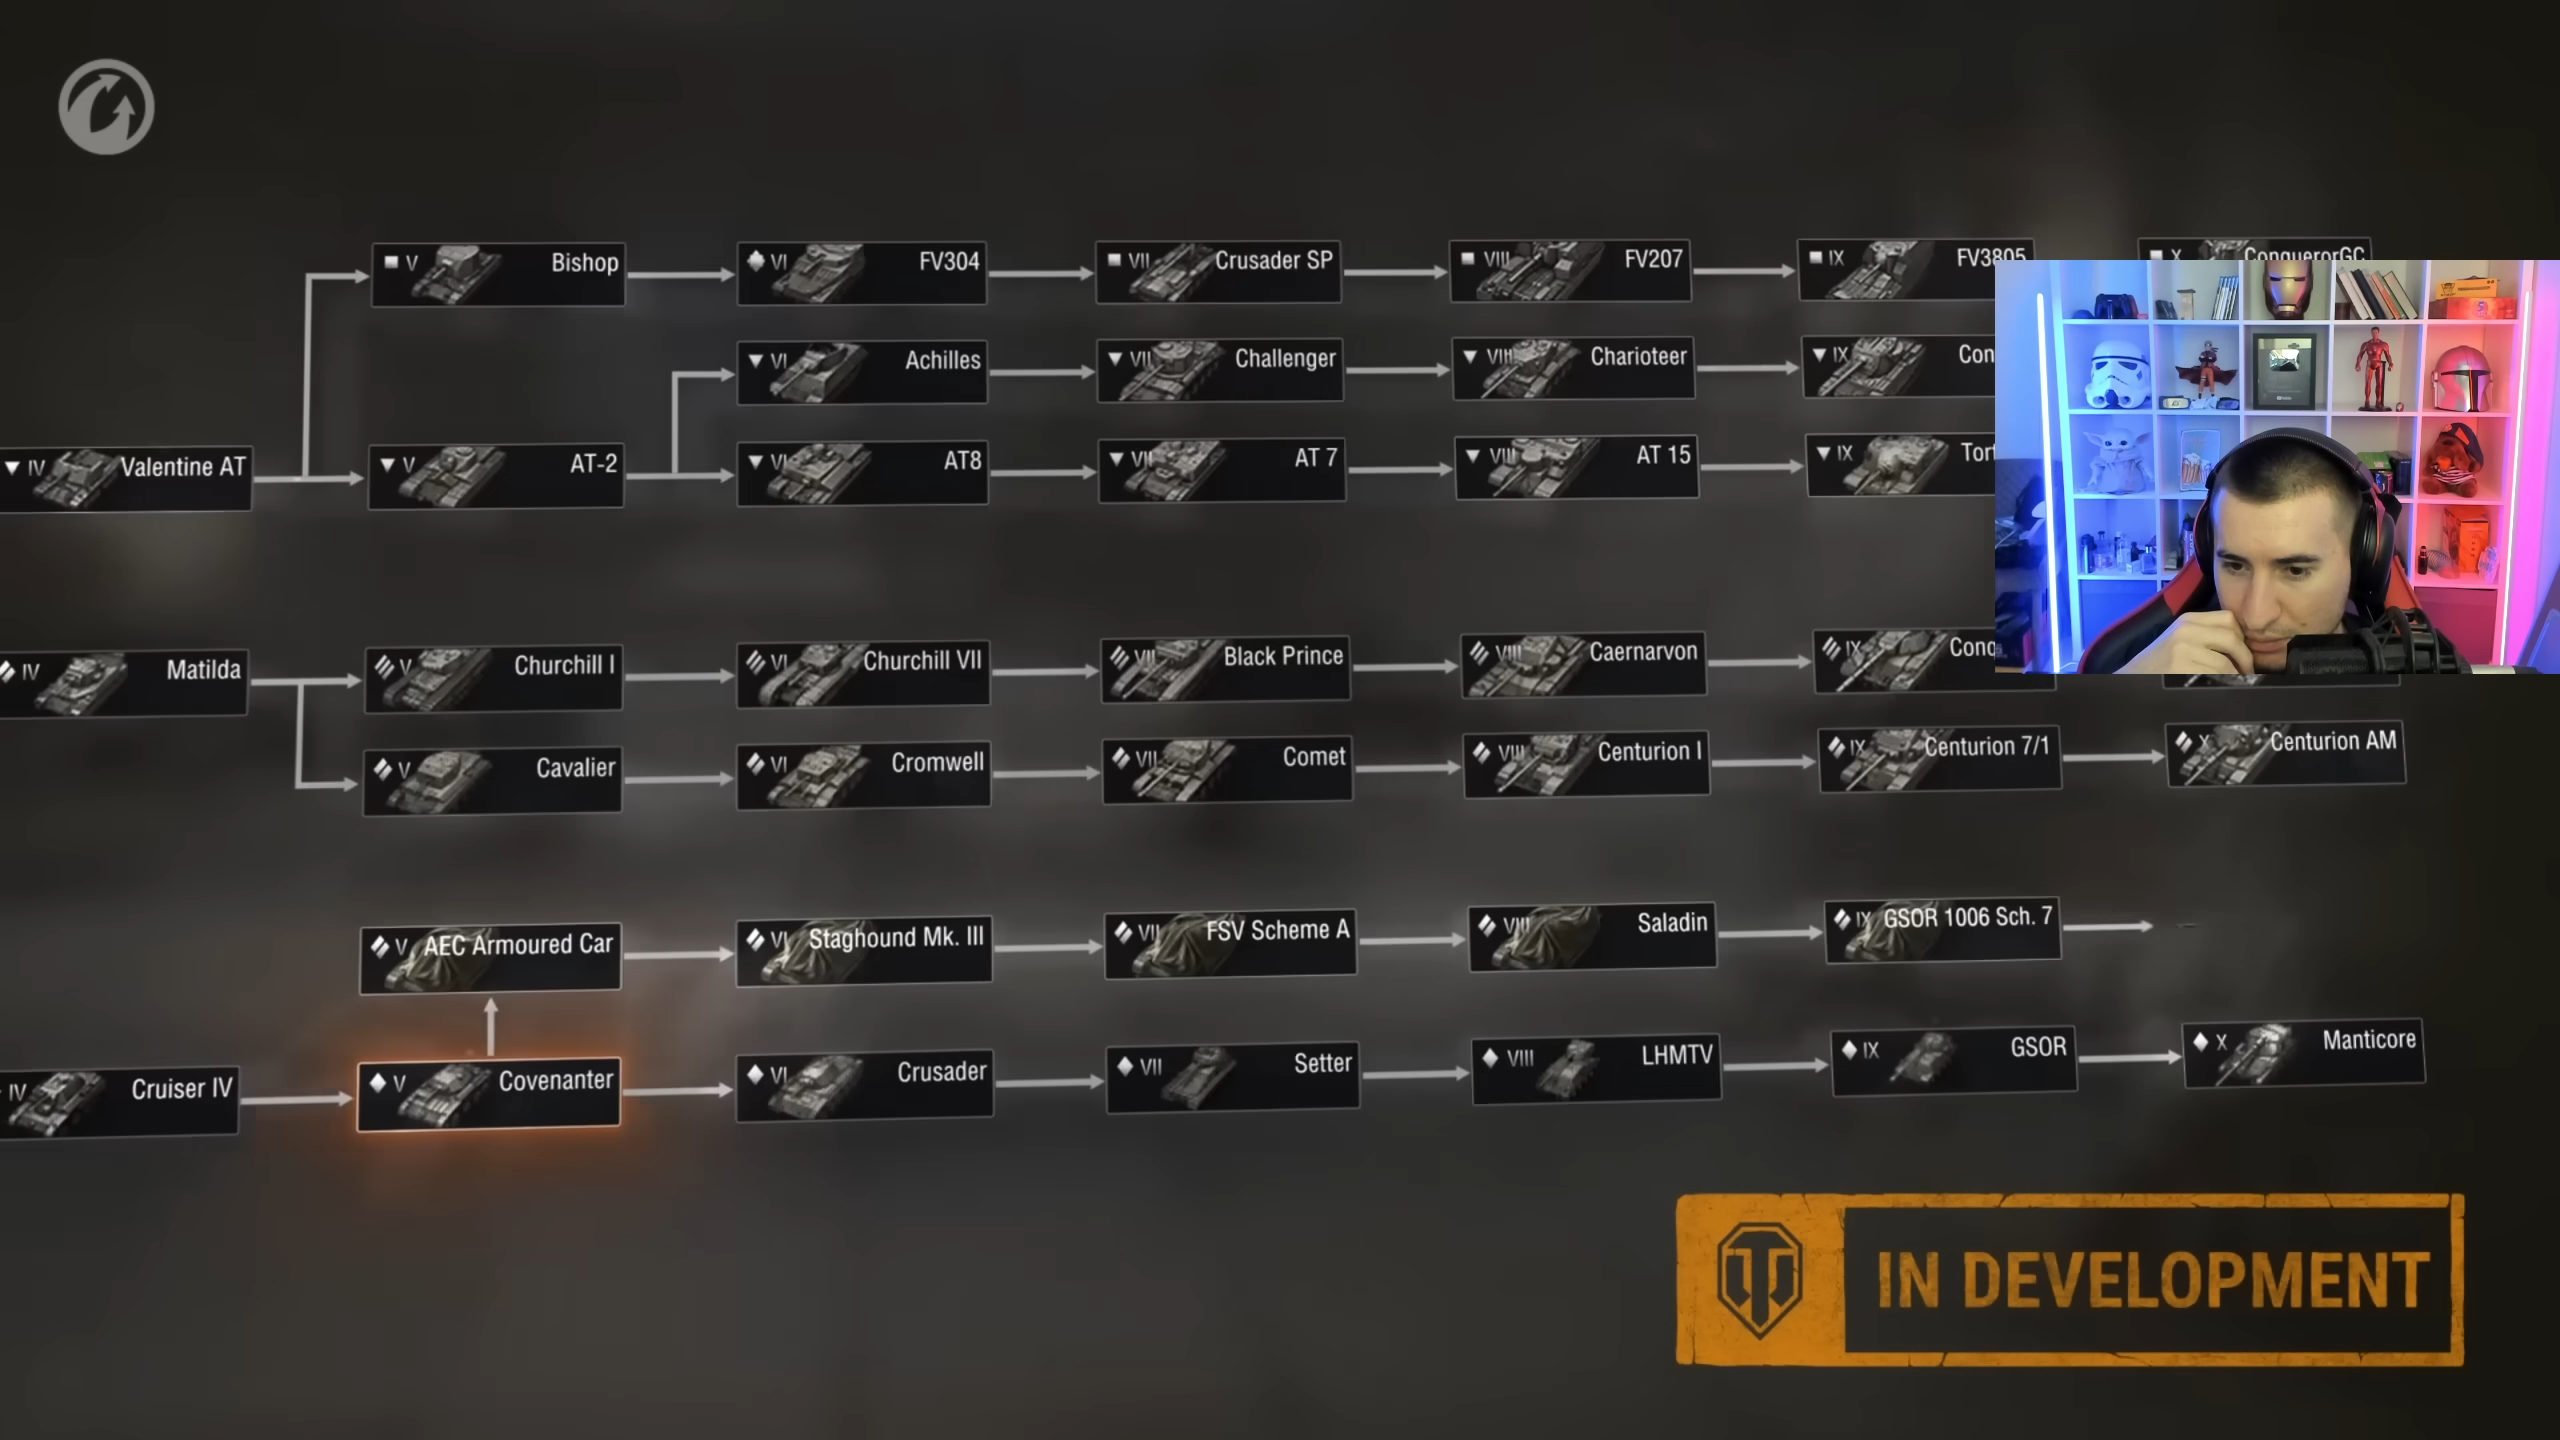 V Bishop
VI FV304
VII Crusader SP
VIII FV207
IX FV3805
X ConquerorGC
VI Achilles
VII Challenger
VIII Charioteer
IX Con
IV Valentine AT
V AT-2
VI AT8
VII AT 7
VIII AT 15
IX Tort
IV Matilda
V Churchill I
VI Churchill VII
VII Black Prince
VIII Caernarvon
IX Conq
V Cavalier
VI Cromwell
VII Comet
VIII Centurion I
IX Centurion 7/1
X Centurion AM
V AEC Armoured Car
VI Staghound Mk. III
VII FSV Scheme A
VIII Saladin
IX GSOR 1006 Sch. 7
IV Cruiser IV
V Covenanter
VI Crusader
VII Setter
VIII LHMTV
IX GSOR
X Manticore
IN DEVELOPMENT